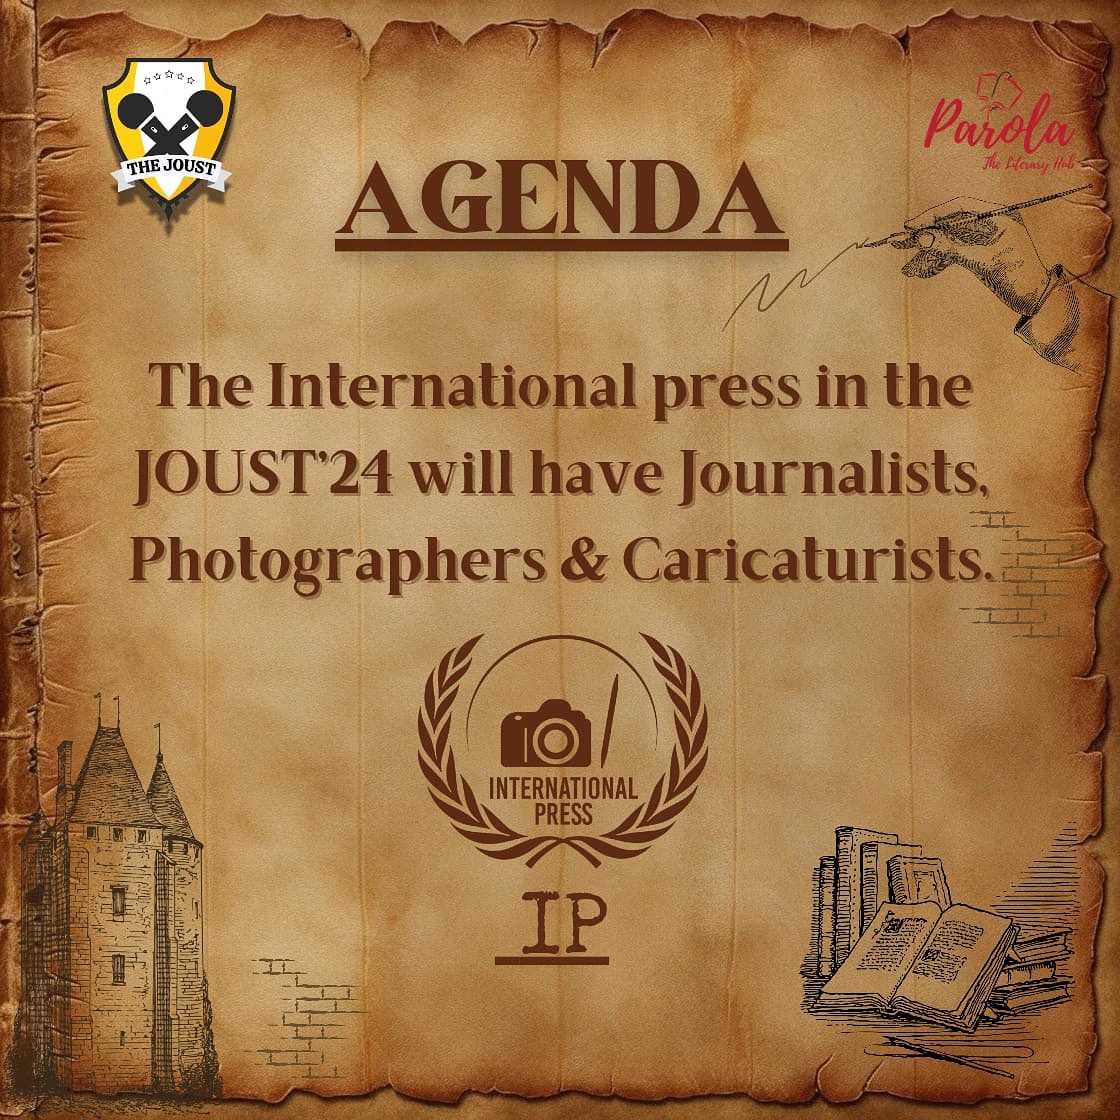 THE JOUST
Parola
The Literary Hub
AGENDA
The International press in the
JOUST'24 will have Journalists,
Photographers & Caricaturists.
INTERNATIONAL
PRESS
IP